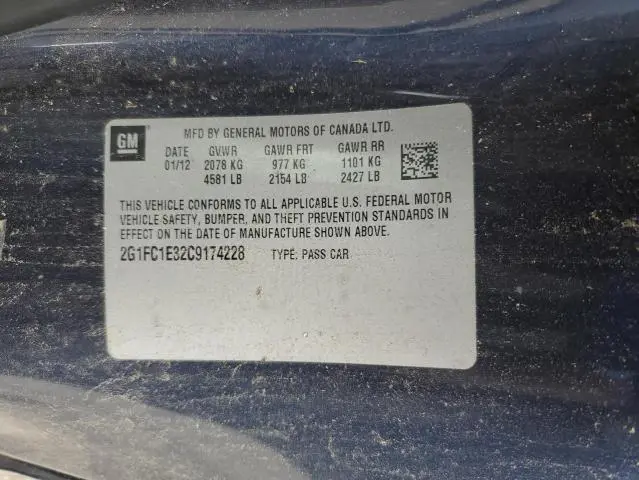 GM
MFD BY GENERAL MOTORS OF CANADA LTD.
DATE GVWR GAWR FRT GAWR RR
01/12 2078 KG 977 KG 1101 KG
4581 LB 2154 LB 2427 LB
THIS VEHICLE CONFORMS TO ALL APPLICABLE U.S. FEDERAL MOTOR
VEHICLE SAFETY, BUMPER, AND THEFT PREVENTION STANDARDS IN
EFFECT ON THE DATE OF MANUFACTURE SHOWN ABOVE.
2G1FC1E32C9174228 TYPE: PASS CAR